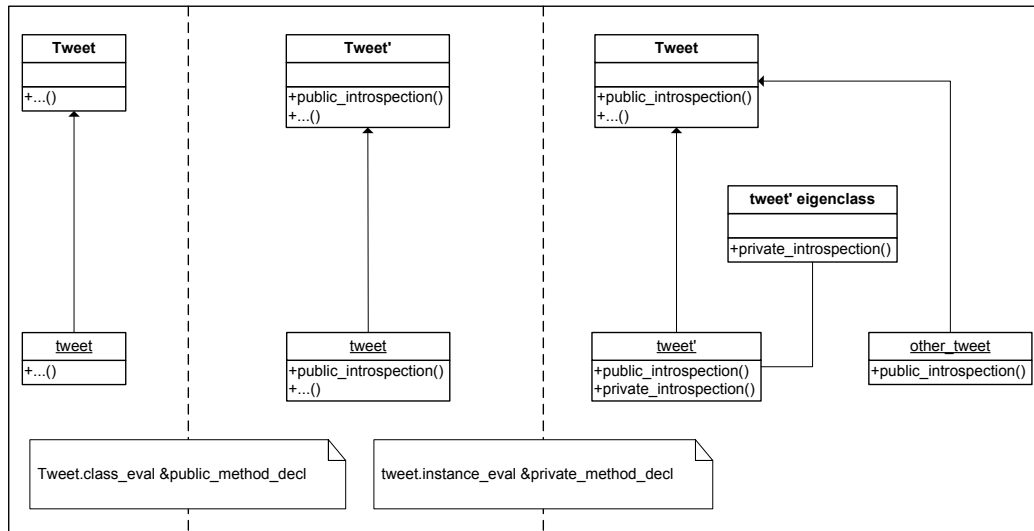 Tweet
+...()
tweet
+...()
Tweet'
+public_introspection()
+...()
tweet
+public_introspection()
+...()
Tweet
+public_introspection()
+...()
tweet' eigenclass
+private_introspection()
tweet'
+public_introspection()
+private_introspection()
other_tweet
+public_introspection()
Tweet.class_eval &public_method_decl
tweet.instance_eval &private_method_decl